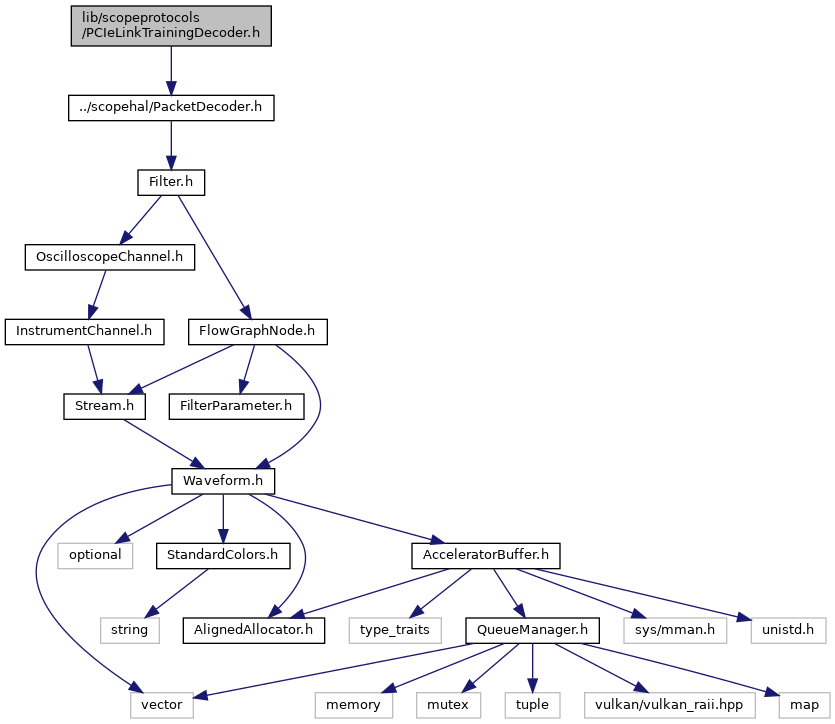 lib/scopeprotocols
/PCIeLinkTrainingDecoder.h
../scopehal/PacketDecoder.h
Filter.h
OscilloscopeChannel.h
InstrumentChannel.h
FlowGraphNode.h
Stream.h
FilterParameter.h
Waveform.h
optional
StandardColors.h
AcceleratorBuffer.h
string
AlignedAllocator.h
type_traits
QueueManager.h
sys/mman.h
unistd.h
vector
memory
mutex
tuple
vulkan/vulkan_raii.hpp
map